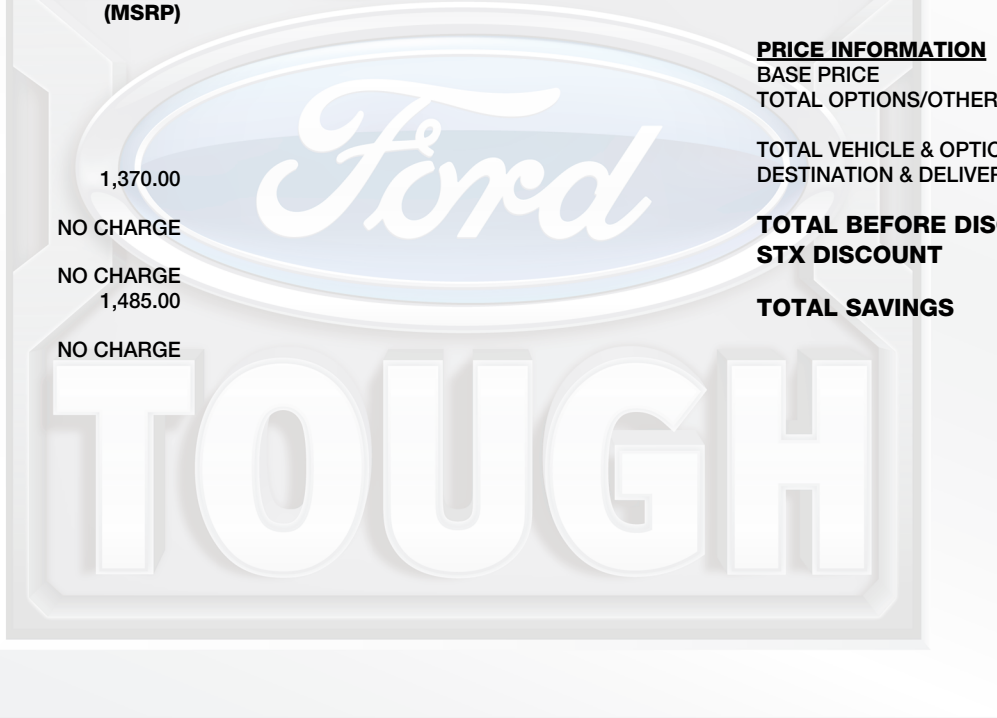 (MSRP)
1,370.00
NO CHARGE
NO CHARGE
1,485.00
NO CHARGE
PRICE INFORMATION
BASE PRICE
TOTAL OPTIONS/OTHER
TOTAL VEHICLE & OPTIO
DESTINATION & DELIVER
TOTAL BEFORE DISC
STX DISCOUNT
TOTAL SAVINGS
Ford
TOUGH